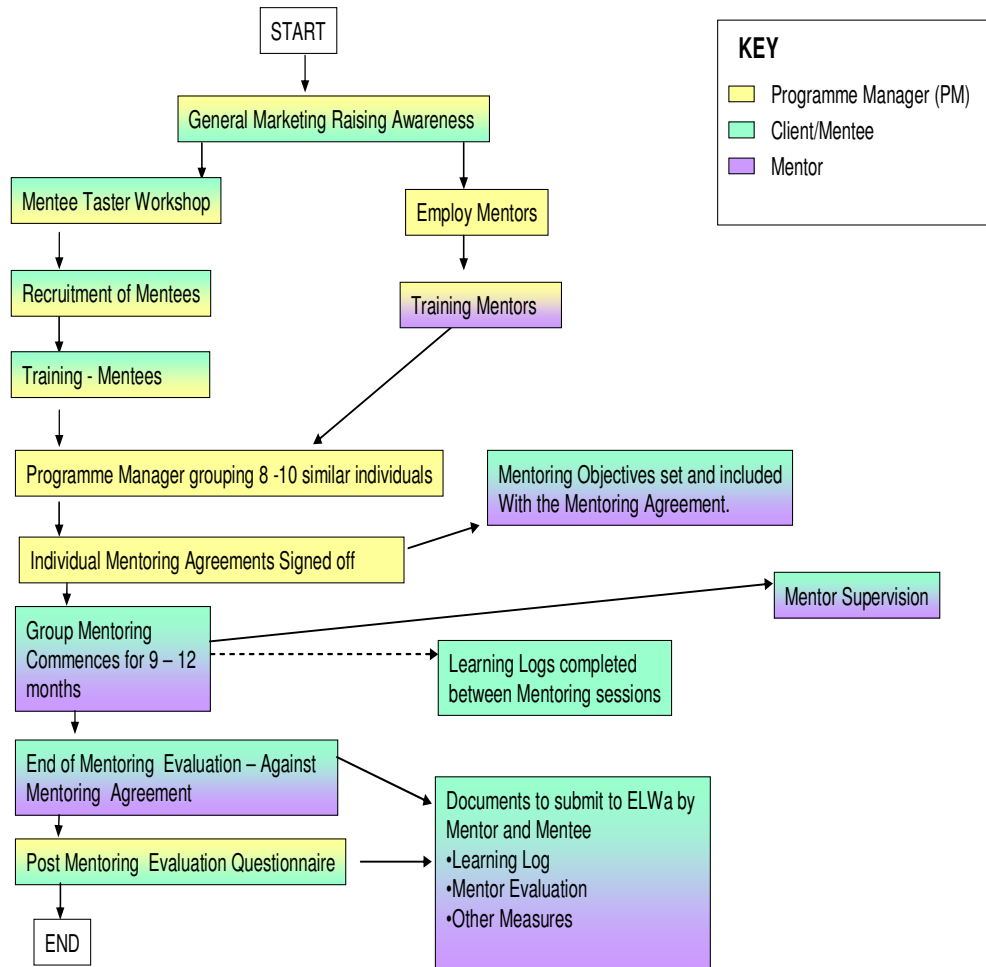 START
KEY
Programme Manager (PM)
Client/Mentee
Mentor
General Marketing Raising Awareness
Mentee Taster Workshop
Employ Mentors
Recruitment of Mentees
Training Mentors
Training - Mentees
Programme Manager grouping 8 -10 similar individuals
Mentoring Objectives set and included
With the Mentoring Agreement.
Individual Mentoring Agreements Signed off
Mentor Supervision
Group Mentoring
Commences for 9 – 12
months
Learning Logs completed
between Mentoring sessions
End of Mentoring Evaluation – Against
Mentoring Agreement
Documents to submit to ELWa by
Mentor and Mentee
•Learning Log
•Mentor Evaluation
•Other Measures
Post Mentoring Evaluation Questionnaire
END